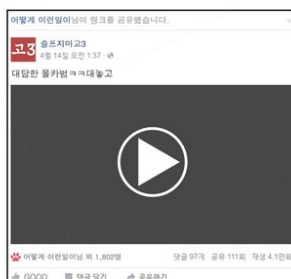 어떻게 이런일이님이 링크를 공유했습니다.
고3
슬프지마고3
4월 14일 오전 1:37
대담한 몰카범ㅋㅋ대놓고
어떻게 이런일이님 외 1,802명
댓글 97개 공유 111회 재생 4.1만회
GOOD 댓글 달기 공유하기